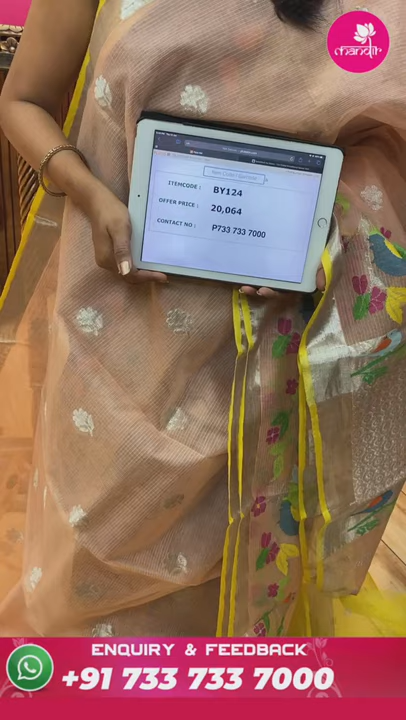 mandir
ITEMCODE : BY124
OFFER PRICE : 20,064
CONTACT NO : P733 733 7000
ENQUIRY & FEEDBACK
+91 733 733 7000